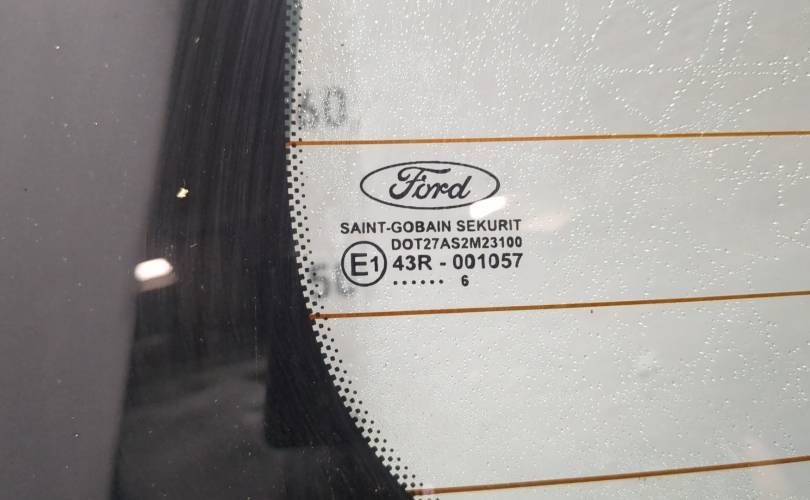 60
Ford
SAINT-GOBAIN SEKURIT
DOT27AS2M23100
E1 43R - 001057
...... 6
50